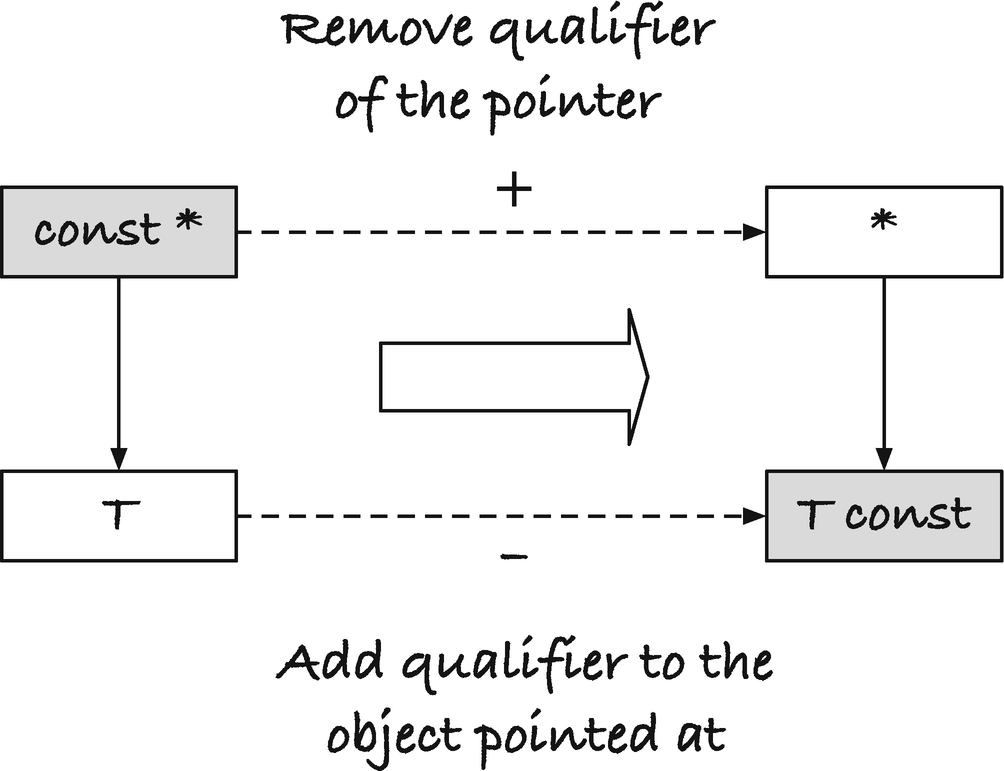 Remove qualifier
of the pointer
+
const *
*
T
T const
–
Add qualifier to the
object pointed at